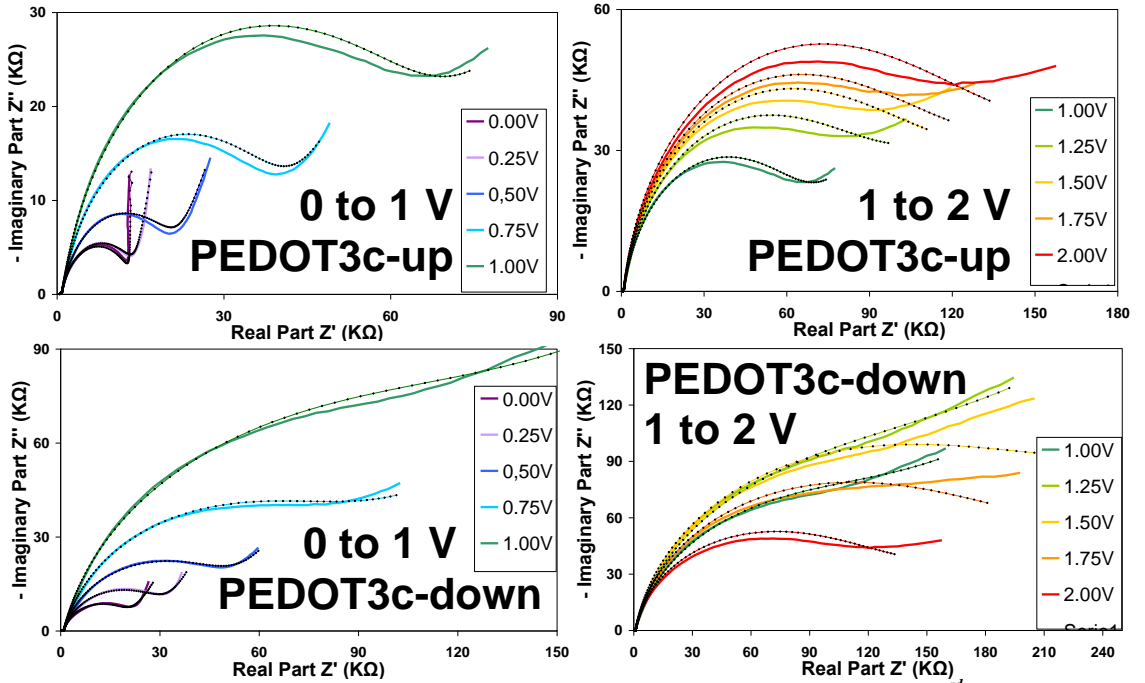 30
20
10
0
- Imaginary Part Z'' (KΩ)
0.00V
0.25V
0,50V
0.75V
1.00V
0 to 1 V
PEDOT3c-up
0
30
60
90
Real Part Z' (KΩ)
60
30
0
- Imaginary Part Z'' (KΩ)
1.00V
1.25V
1.50V
1.75V
2.00V
1 to 2 V
PEDOT3c-up
0
30
60
90
120
150
180
Real Part Z' (KΩ)
90
60
30
0
- Imaginary Part Z'' (KΩ)
0.00V
0.25V
0,50V
0.75V
1.00V
0 to 1 V
PEDOT3c-down
0
30
60
90
120
150
Real Part Z' (KΩ)
PEDOT3c-down
1 to 2 V
150
120
90
60
30
0
- Imaginary Part Z'' (KΩ)
1.00V
1.25V
1.50V
1.75V
2.00V
0
30
60
90
120
150
180
210
240
Real Part Z' (KΩ)